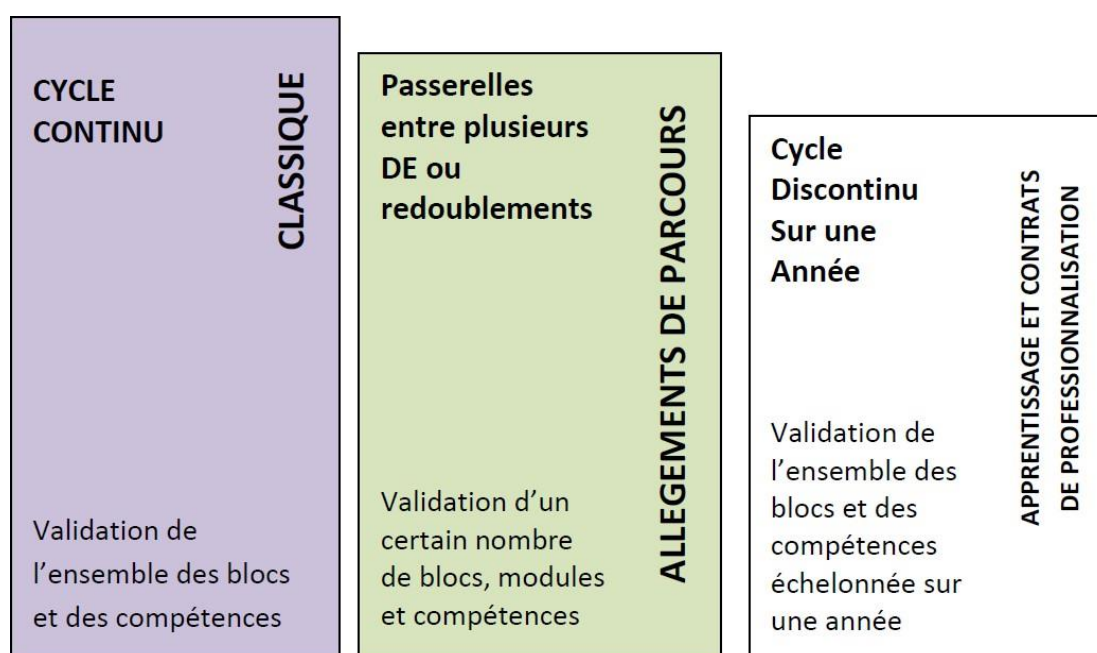 CYCLE
CONTINU
CLASSIQUE
Validation de
l'ensemble des blocs
et des compétences
Passerelles
entre plusieurs
DE ou
redoublements
ALLEGEMENTS DE PARCOURS
Validation d'un
certain nombre
de blocs, modules
et compétences
Cycle
Discontinu
Sur une
Année
APPRENTISSAGE ET CONTRATS
DE PROFESSIONNALISATION
Validation de
l'ensemble des
blocs et des
compétences
échelonnée sur
une année